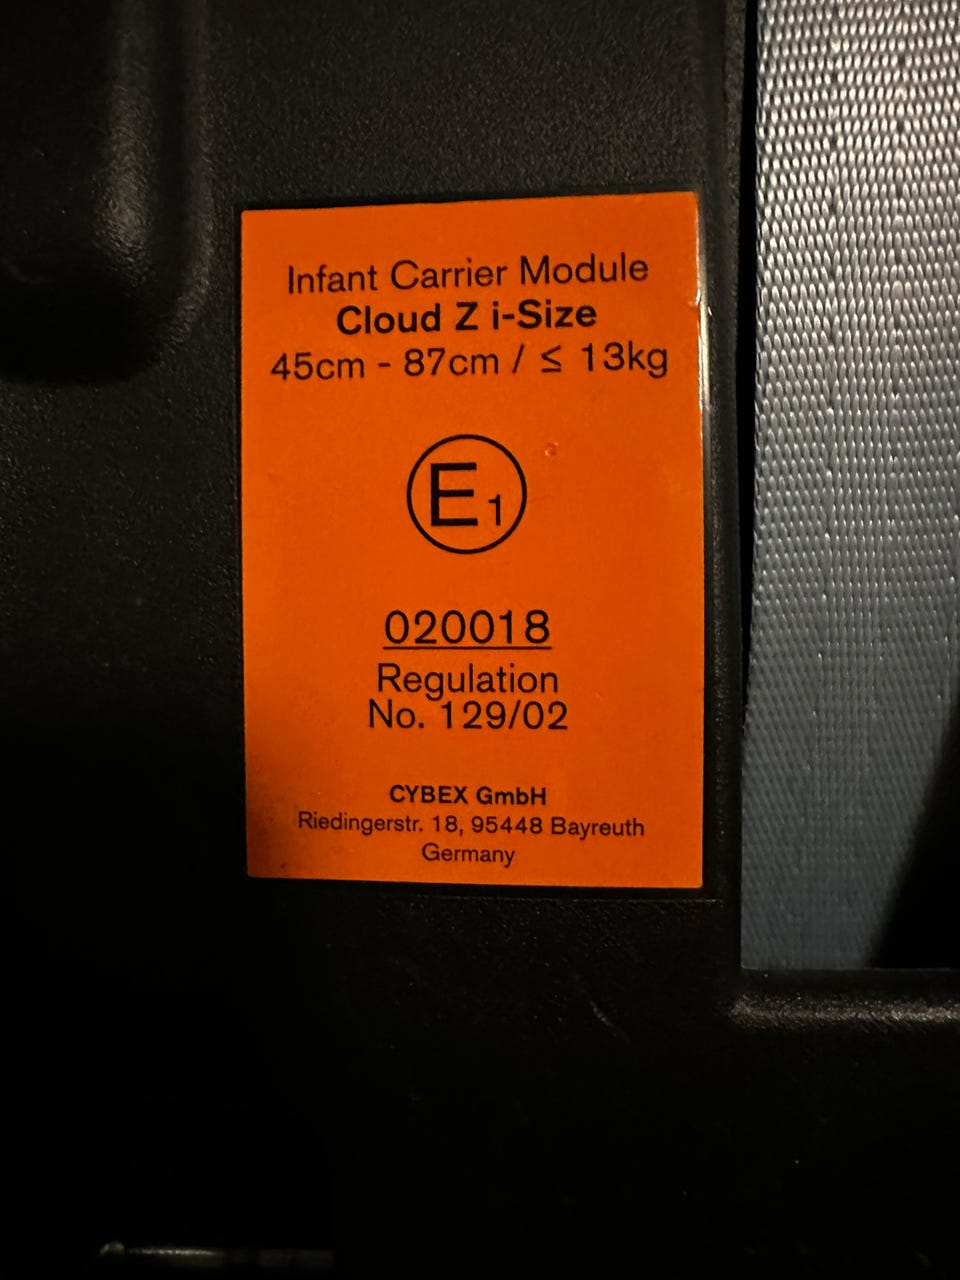 Infant Carrier Module
Cloud Z i-Size
45cm - 87cm / ≤ 13kg
E1
020018
Regulation
No. 129/02
CYBEX GmbH
Riedingerstr. 18, 95448 Bayreuth
Germany